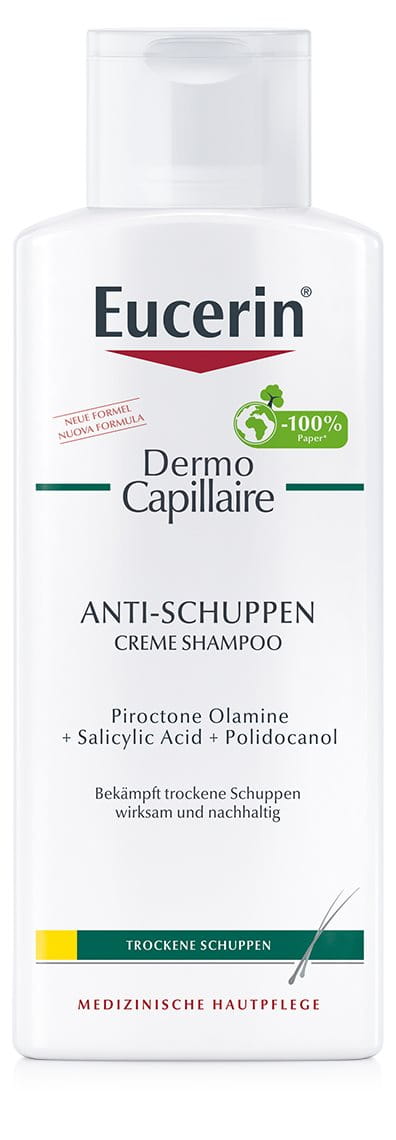 Eucerin®
NEUE FORMEL
NUOVA FORMULA
-100%
Paper*
Dermo
Capillaire
ANTI-SCHUPPEN
CREME SHAMPOO
Piroctone Olamine
+ Salicylic Acid + Polidocanol
Bekämpft trockene Schuppen
wirksam und nachhaltig
TROCKENE SCHUPPEN
MEDIZINISCHE HAUTPFLEGE